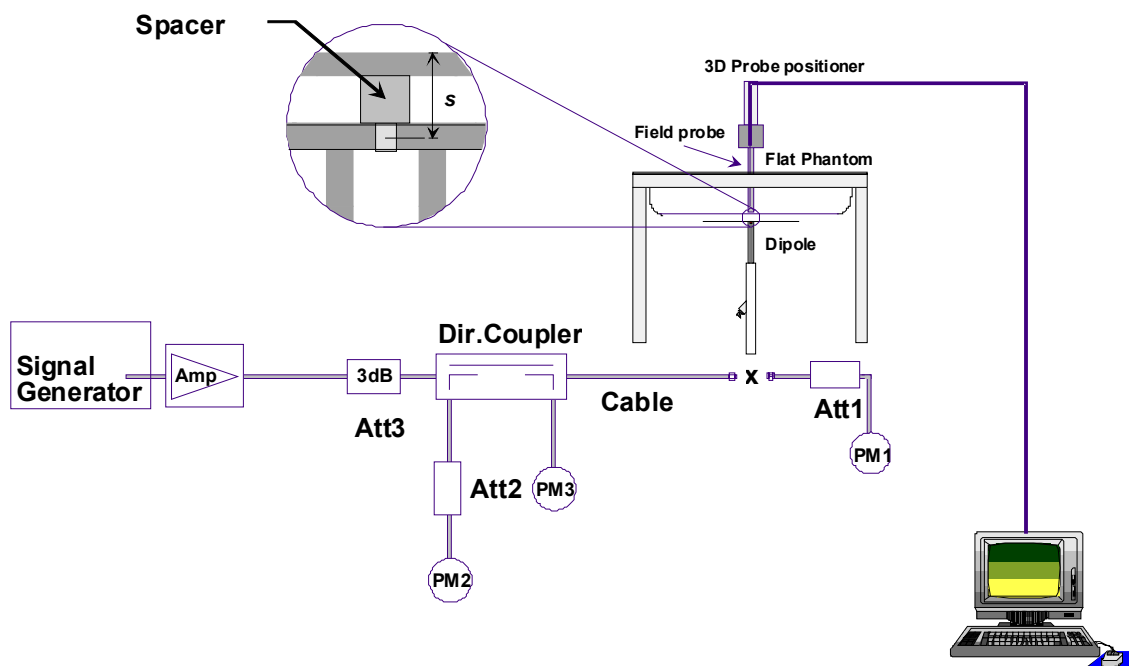 Spacer
s
3D Probe positioner
Field probe
Flat Phantom
Dipole
Dir.Coupler
Signal
Generator
Amp
3dB
x
Cable
Att3
Att1
PM1
Att2
PM3
PM2